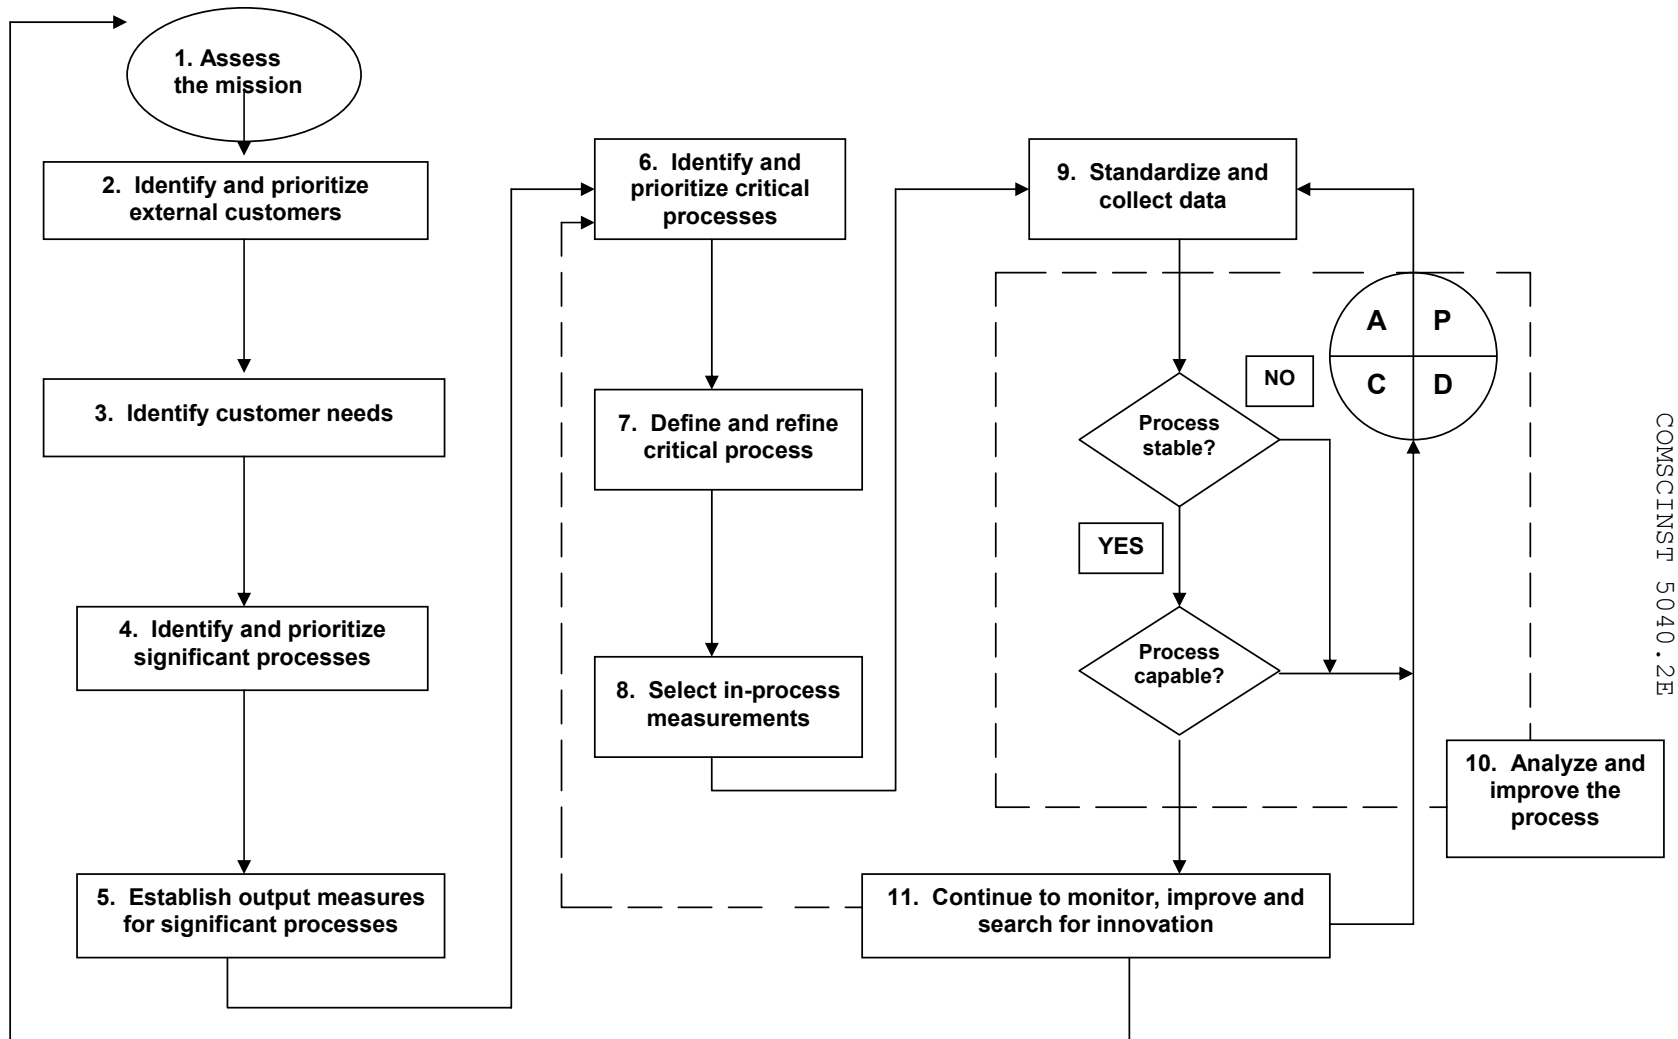 1. Assess
the mission
2.  Identify and prioritize
external customers
3.  Identify customer needs
4.  Identify and prioritize
significant processes
5.  Establish output measures
for significant processes
6.  Identify and
prioritize critical
processes
7.  Define and refine
critical process
8.  Select in-process
measurements
9.  Standardize and
collect data
A P
C D
NO
Process
stable?
YES
Process
capable?
10.  Analyze and
improve the
process
11.  Continue to monitor, improve and
search for innovation
COMSCINST 5040.2E